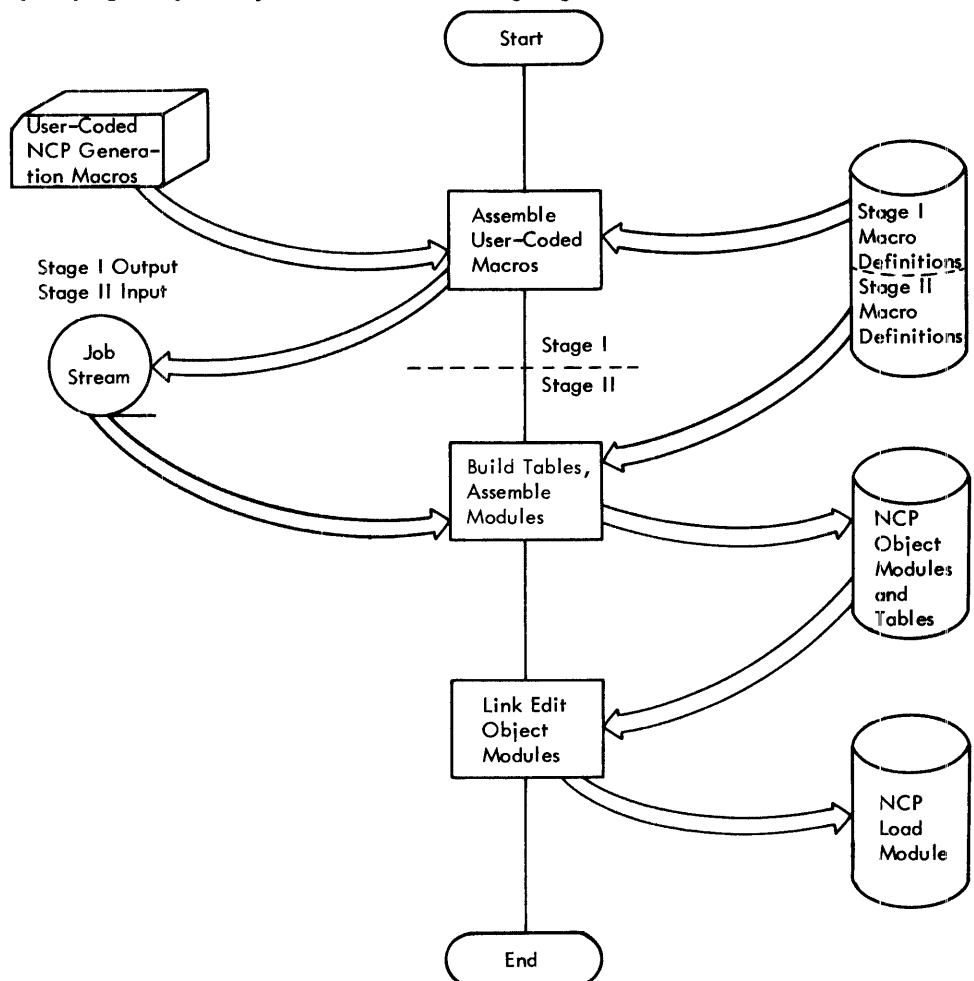 Start
User-Coded
NCP Genera-
tion Macros
Assemble
User-Coded
Macros
Stage I
Macro
Definitions
Stage II
Macro
Definitions
Stage I Output
Stage II Input
Job
Stream
Stage I
Stage II
Build Tables,
Assemble
Modules
NCP
Object
Modules
and
Tables
Link Edit
Object
Modules
NCP
Load
Module
End